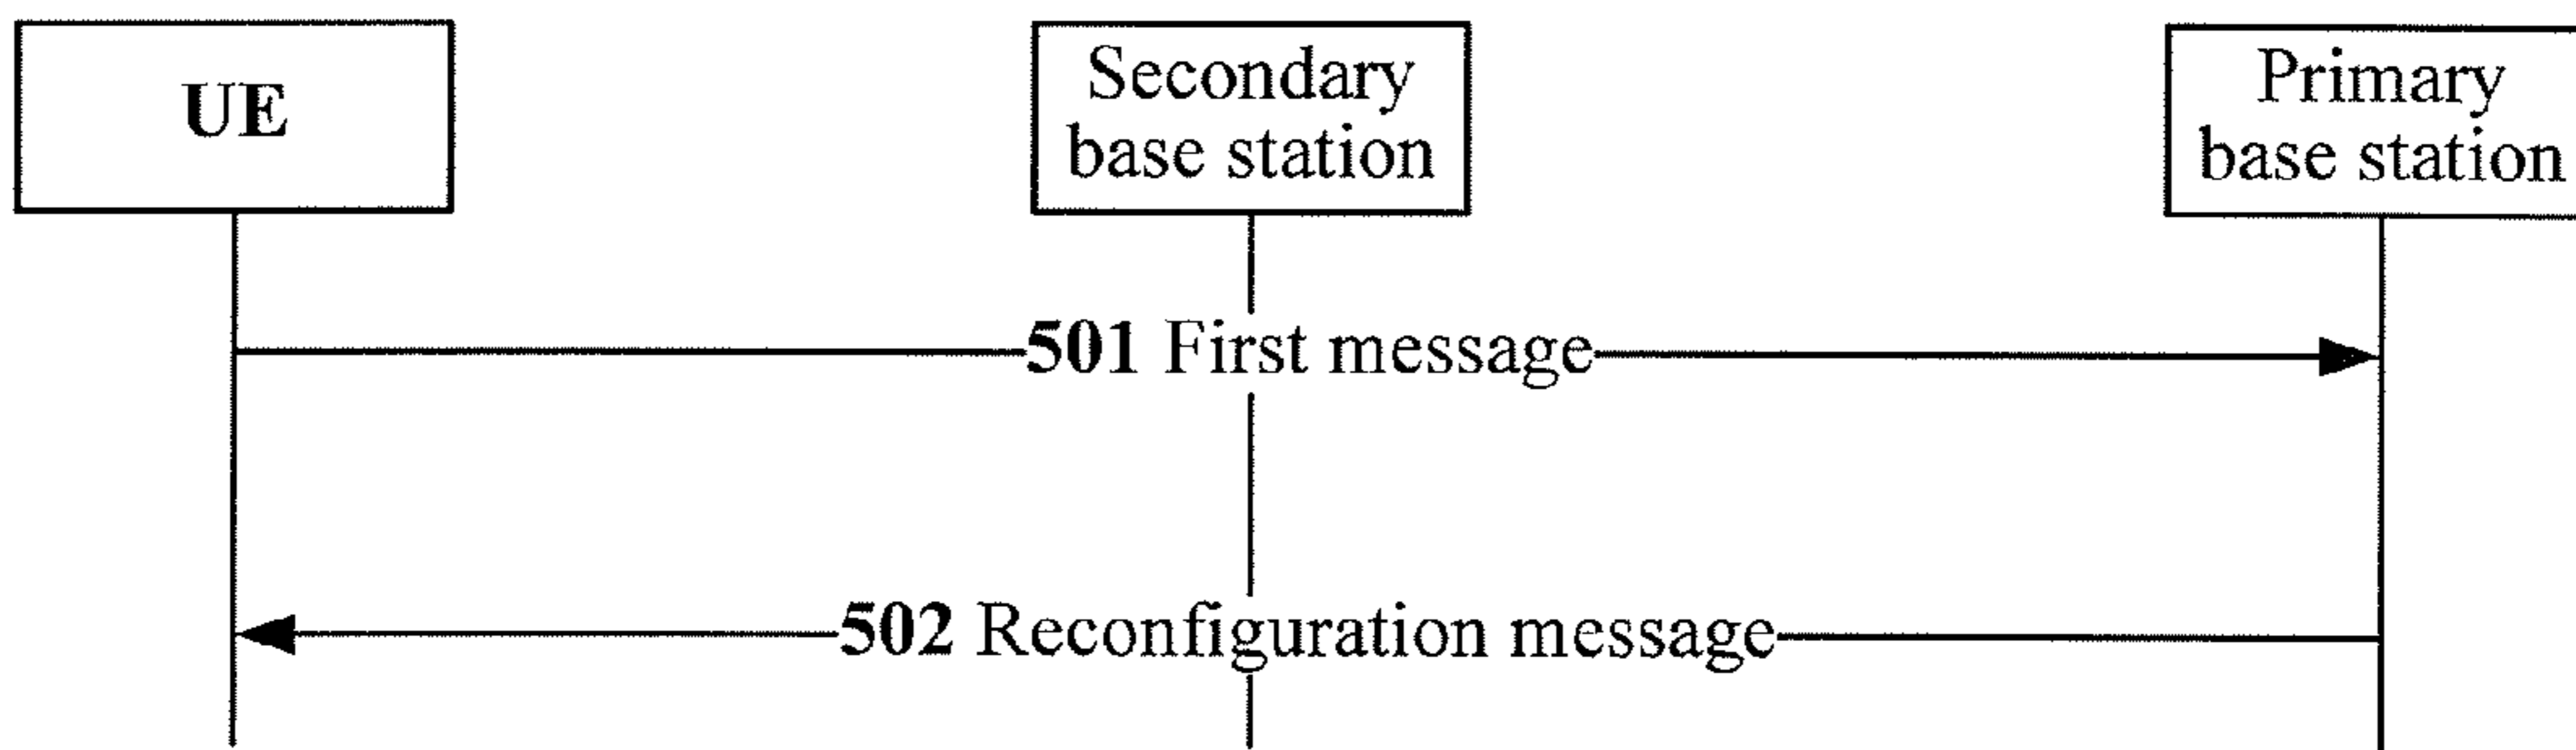 UE
Secondary
base station
Primary
base station
501 First message
502 Reconfiguration message